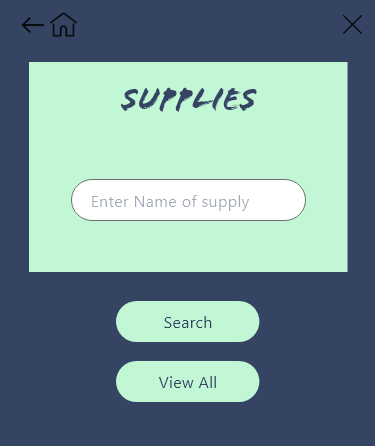 SUPPLIES
Enter Name of supply
Search
View All